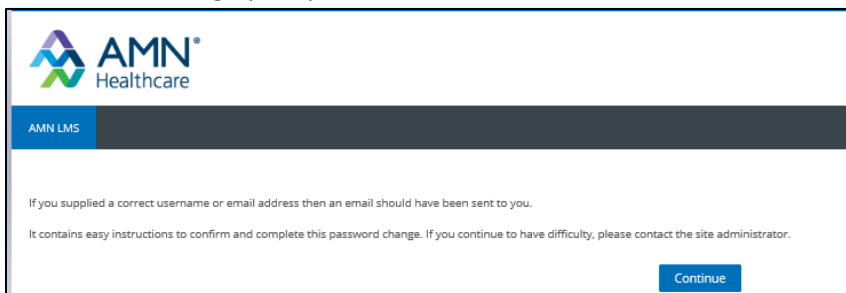 AMN®
Healthcare
AMN LMS
If you supplied a correct username or email address then an email should have been sent to you.
It contains easy instructions to confirm and complete this password change. If you continue to have difficulty, please contact the site administrator.
Continue